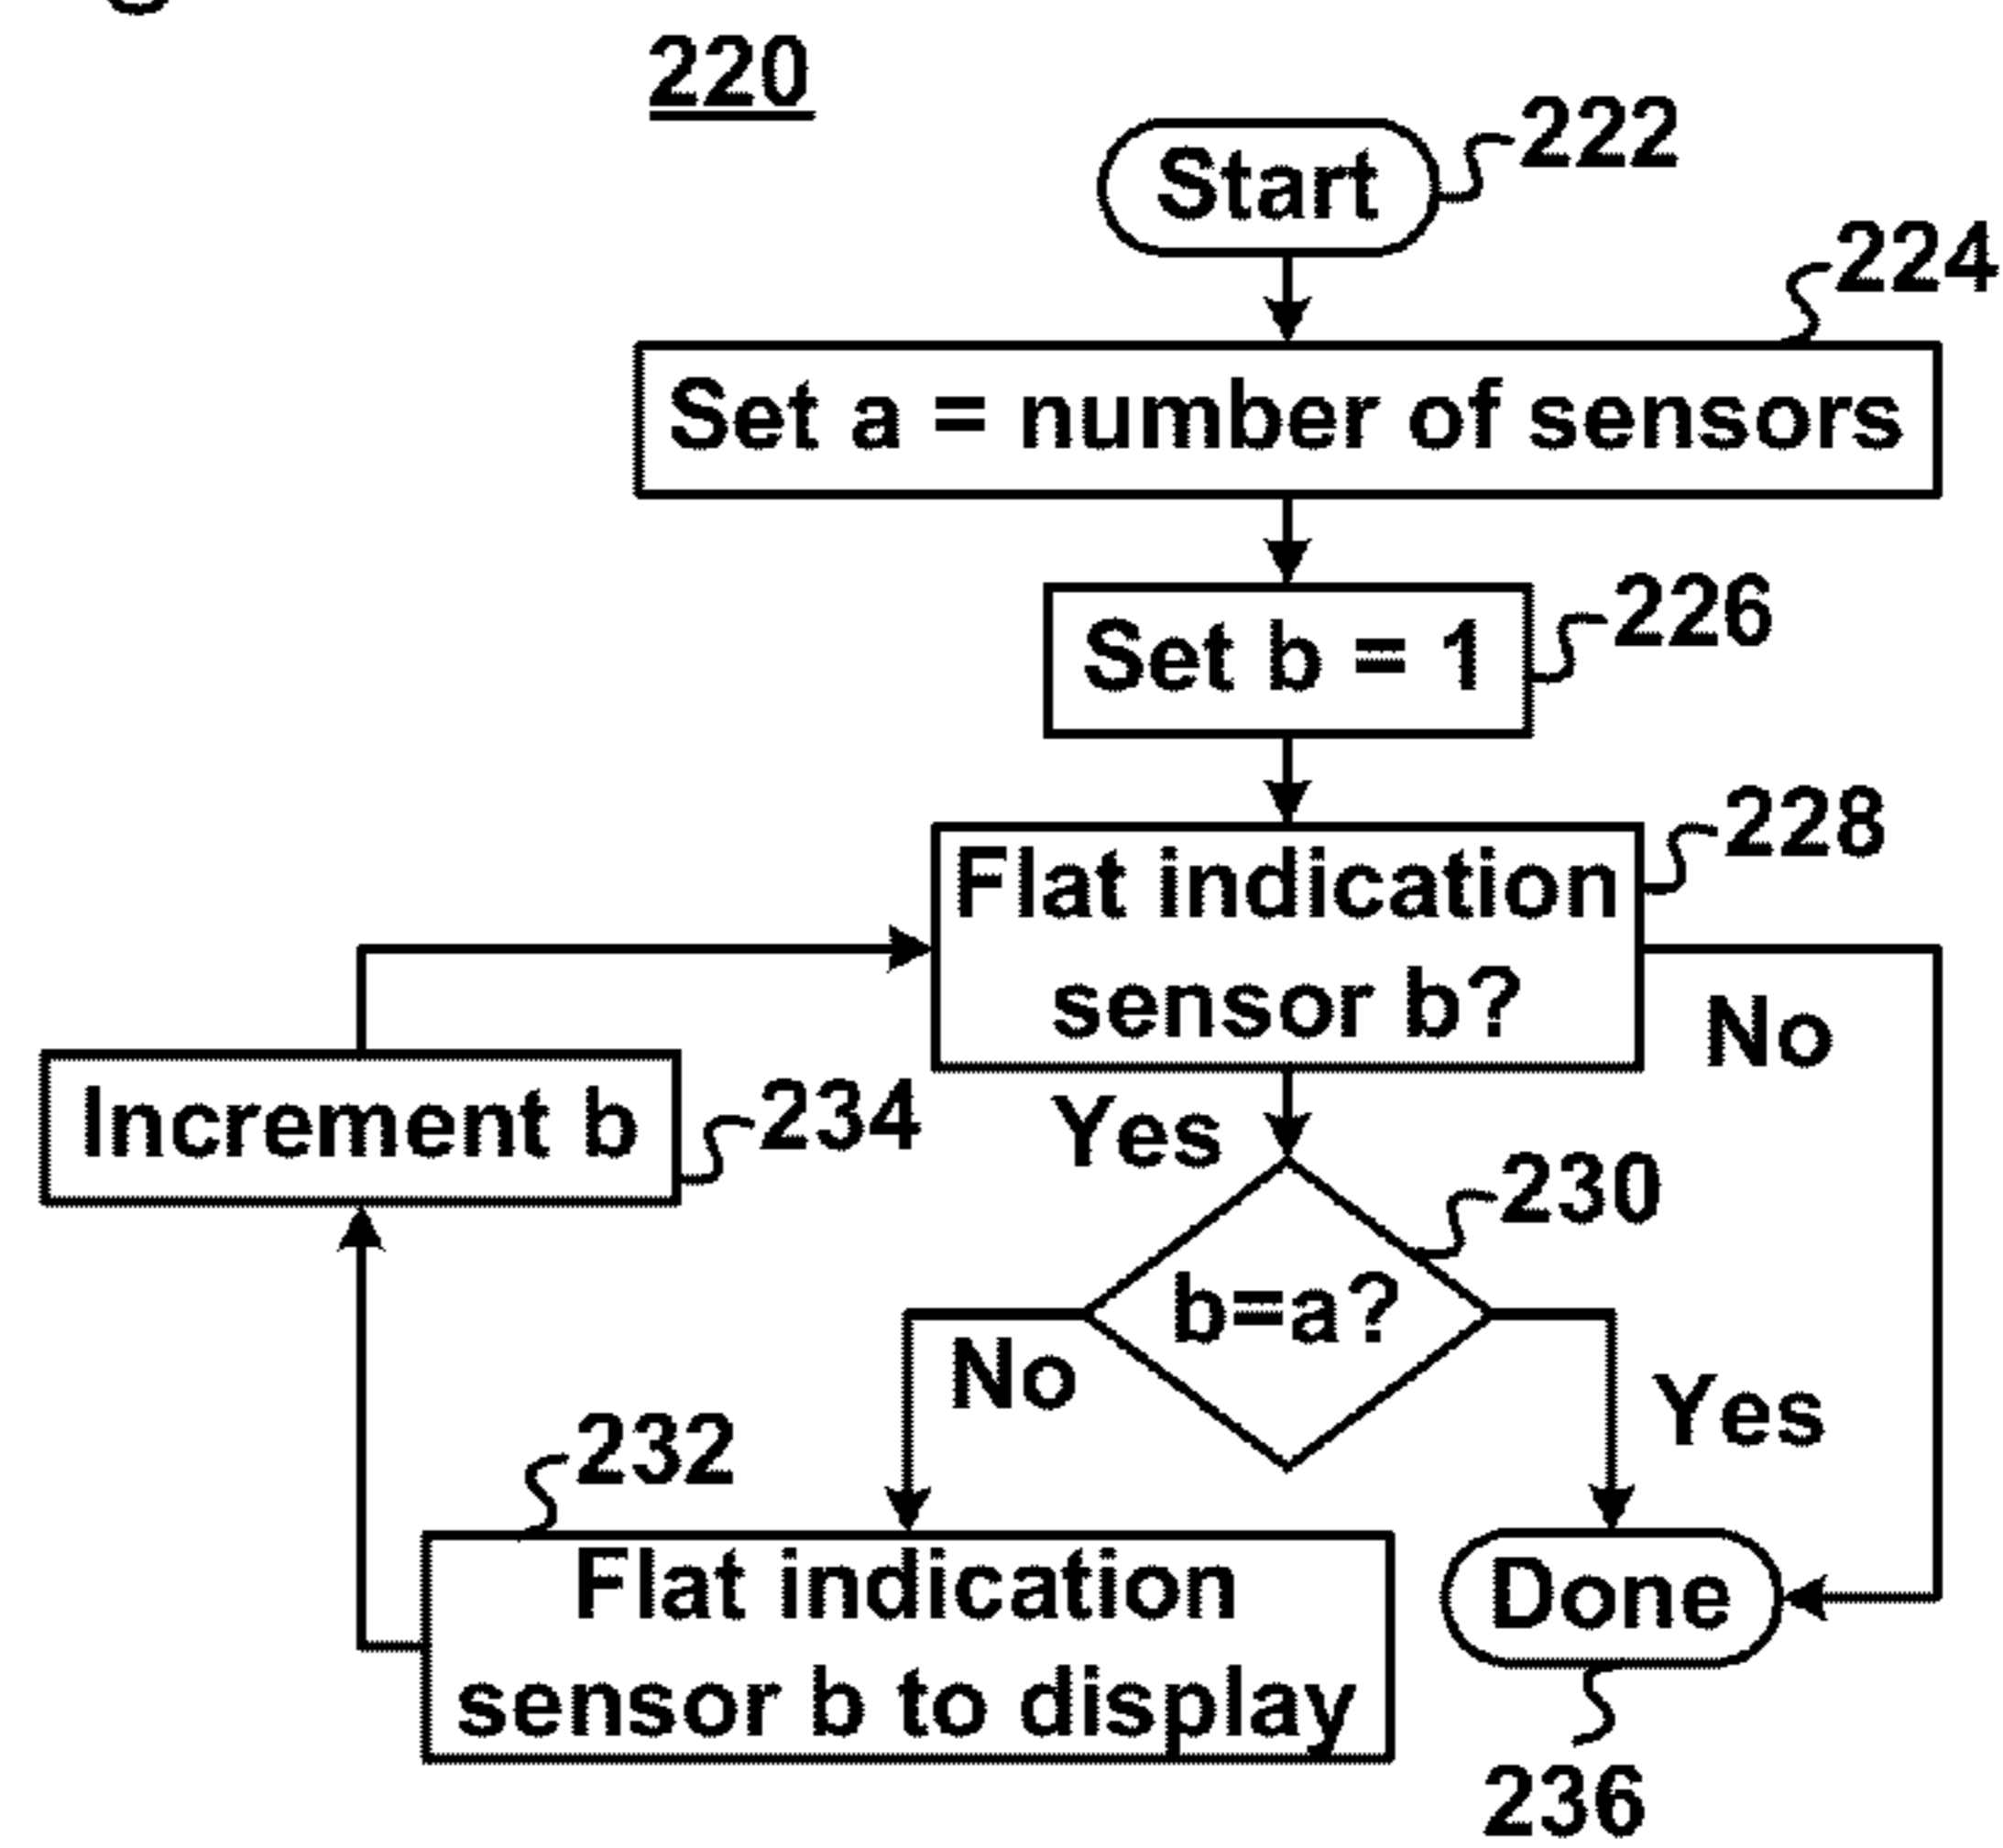 220
Start
222
224
Set a = number of sensors
226
Set b = 1
228
Flat indication
sensor b?
No
Increment b
234
Yes
230
b=a?
No
Yes
232
Flat indication
sensor b to display
Done
236